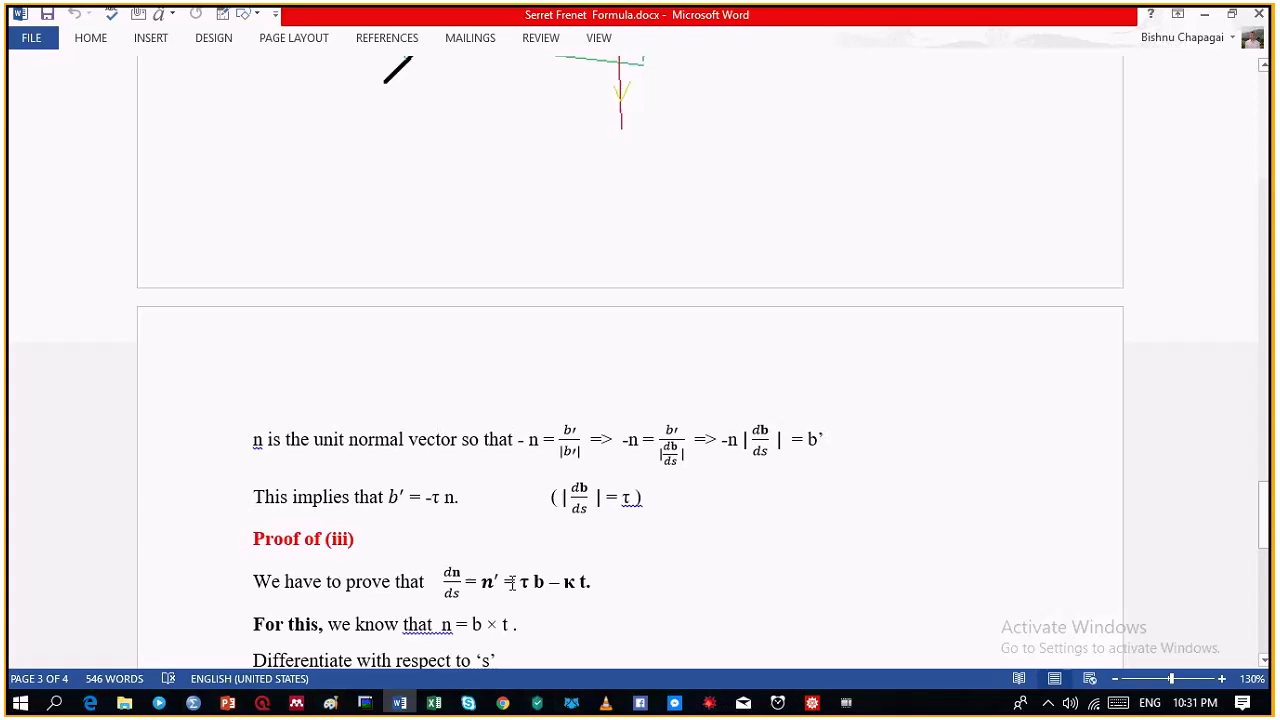 Serret Frenet Formula.docx - Microsoft Word
FILE HOME INSERT DESIGN PAGE LAYOUT REFERENCES MAILINGS REVIEW VIEW
Bishnu Chapagai
n is the unit normal vector so that - n = b′/|b′| => -n = b′/|db/ds| => -n | db/ds | = b’
This implies that b′ = -τ n. ( | db/ds | = τ )
Proof of (iii)
We have to prove that dn/ds = n′ = τ b – κ t.
For this, we know that n = b × t .
Differentiate with respect to ‘s’
Activate Windows
Go to Settings to activate Windows.
PAGE 3 OF 4 546 WORDS ENGLISH (UNITED STATES) 130%
ENG 10:31 PM